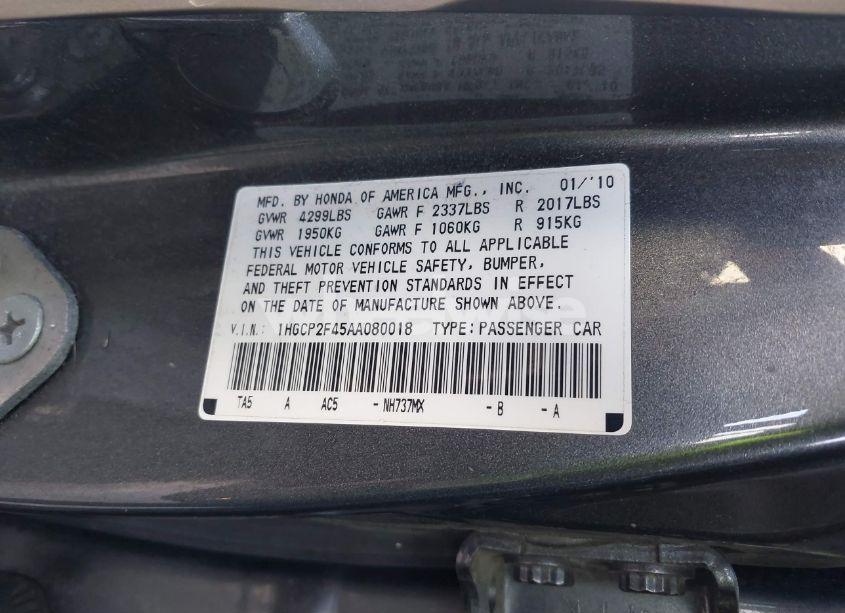 MFD. BY HONDA OF AMERICA MFG., INC. 01/'10
GVWR 4299LBS GAWR F 2337LBS R 2017LBS
GVWR 1950KG GAWR F 1060KG R 915KG
THIS VEHICLE CONFORMS TO ALL APPLICABLE
FEDERAL MOTOR VEHICLE SAFETY, BUMPER,
AND THEFT PREVENTION STANDARDS IN EFFECT
ON THE DATE OF MANUFACTURE SHOWN ABOVE.
V.I.N.: 1HGCP2F45AA080018 TYPE: PASSENGER CAR
TA5 A AC5 - NH737MX - B - A